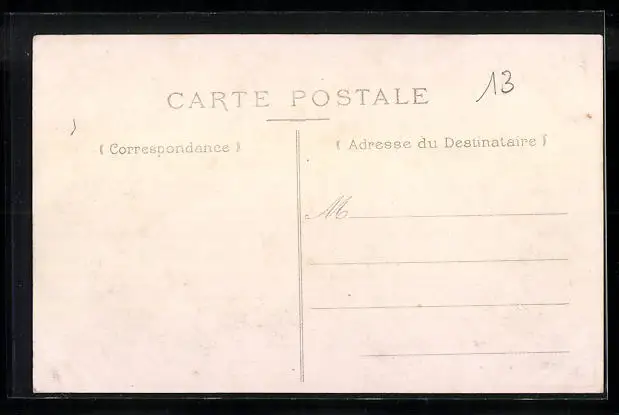 CARTE POSTALE
13
( Correspondance )
( Adresse du Destinataire )
M